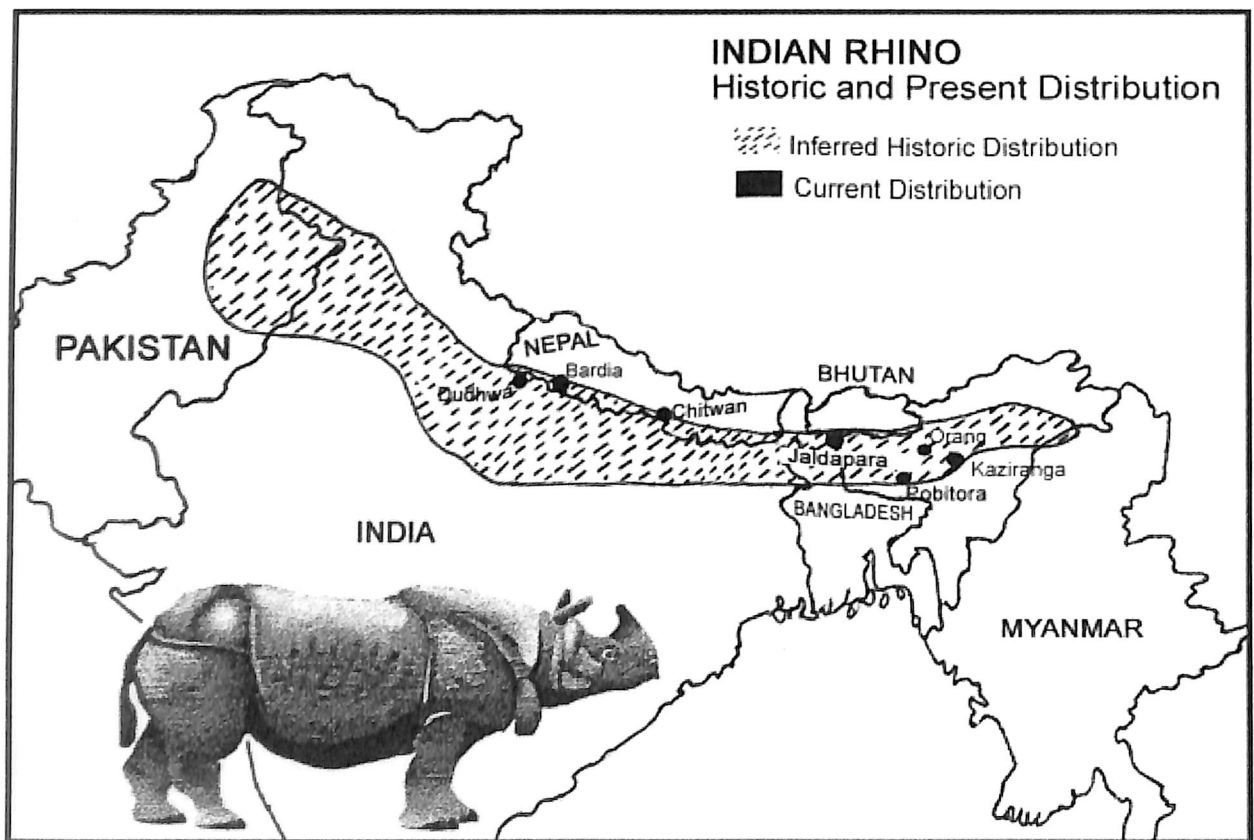 INDIAN RHINO
Historic and Present Distribution
Inferred Historic Distribution
Current Distribution
PAKISTAN
NEPAL
Bardia
Dudhwa
Chitwan
BHUTAN
Jaldapara
Orang
Kaziranga
Pobitora
BANGLADESH
INDIA
MYANMAR